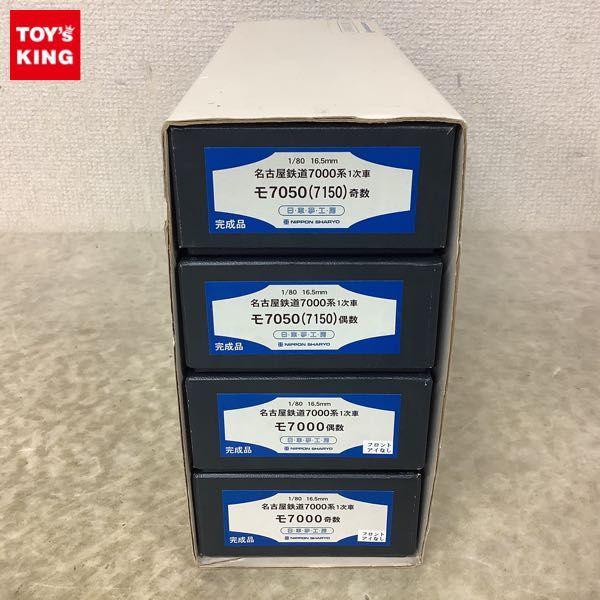 TOY's
KING
1/80 16.5mm
名古屋鉄道7000系1次車
モ7050(7150)奇数
日・車・夢・工・房
NIPPON SHARYO
完成品
1/80 16.5mm
名古屋鉄道7000系1次車
モ7050(7150)偶数
日・車・夢・工・房
NIPPON SHARYO
完成品
1/80 16.5mm
名古屋鉄道7000系1次車
モ7000偶数
日・車・夢・工・房
NIPPON SHARYO
完成品
フロント
アイなし
1/80 16.5mm
名古屋鉄道7000系1次車
モ7000奇数
日・車・夢・工・房
NIPPON SHARYO
完成品
フロント
アイなし